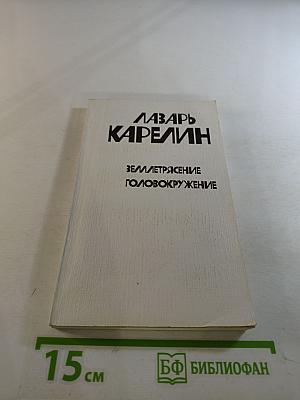 ЛАЗАРЬ
КАРЕЛИН
ЗЕМЛЕТРЯСЕНИЕ
ГОЛОВОКРУЖЕНИЕ
15 см
БФ БИБЛИОФАН